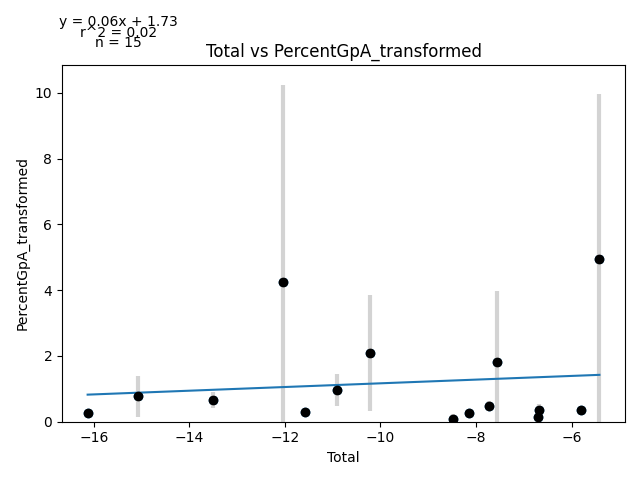 y = 0.06x + 1.73
r^2 = 0.02
n = 15
Total vs PercentGpA_transformed
PercentGpA_transformed
10
8
6
4
2
0
−16
−14
−12
−10
−8
−6
Total